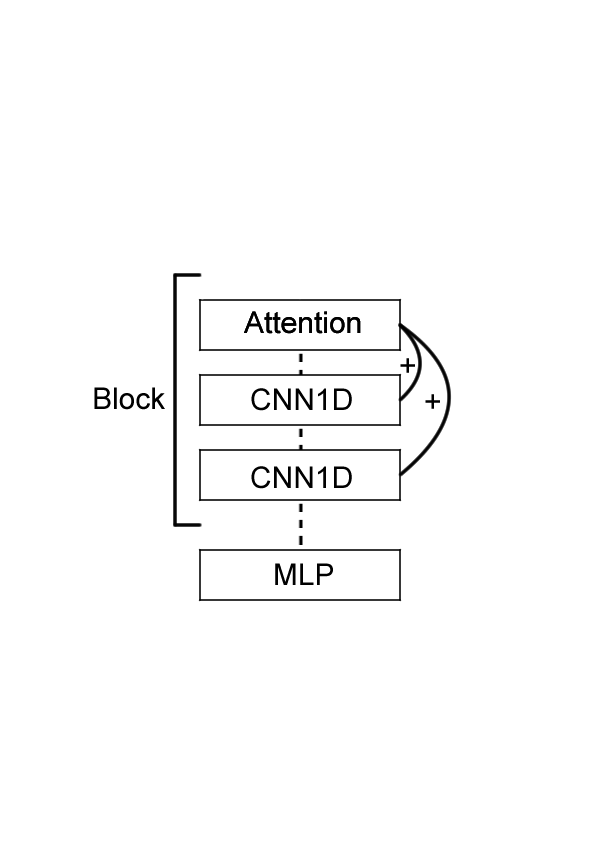 Attention
+
CNN1D
Block
+
CNN1D
MLP